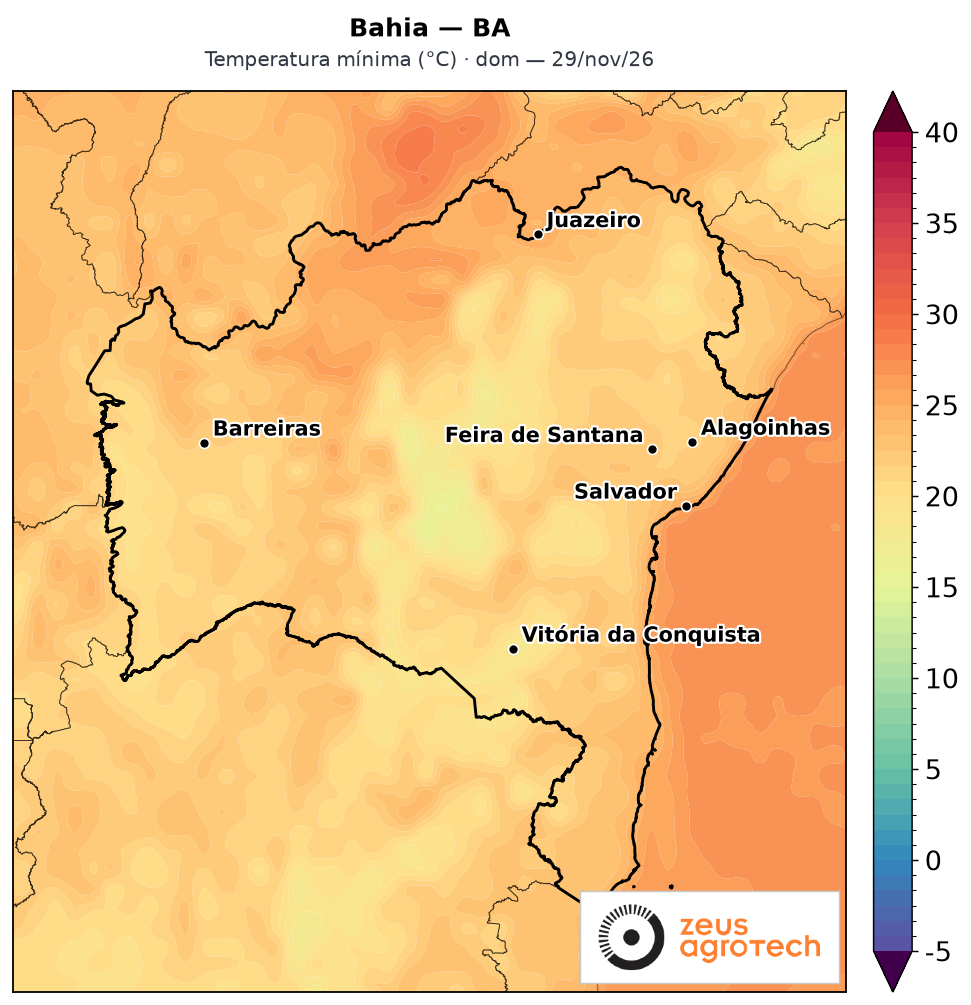 Bahia — BA
Temperatura mínima (°C) · dom — 29/nov/26
Juazeiro
Barreiras
Feira de Santana
Alagoinhas
Salvador
Vitória da Conquista
40
35
30
25
20
15
10
5
0
-5
zeus
agrotech